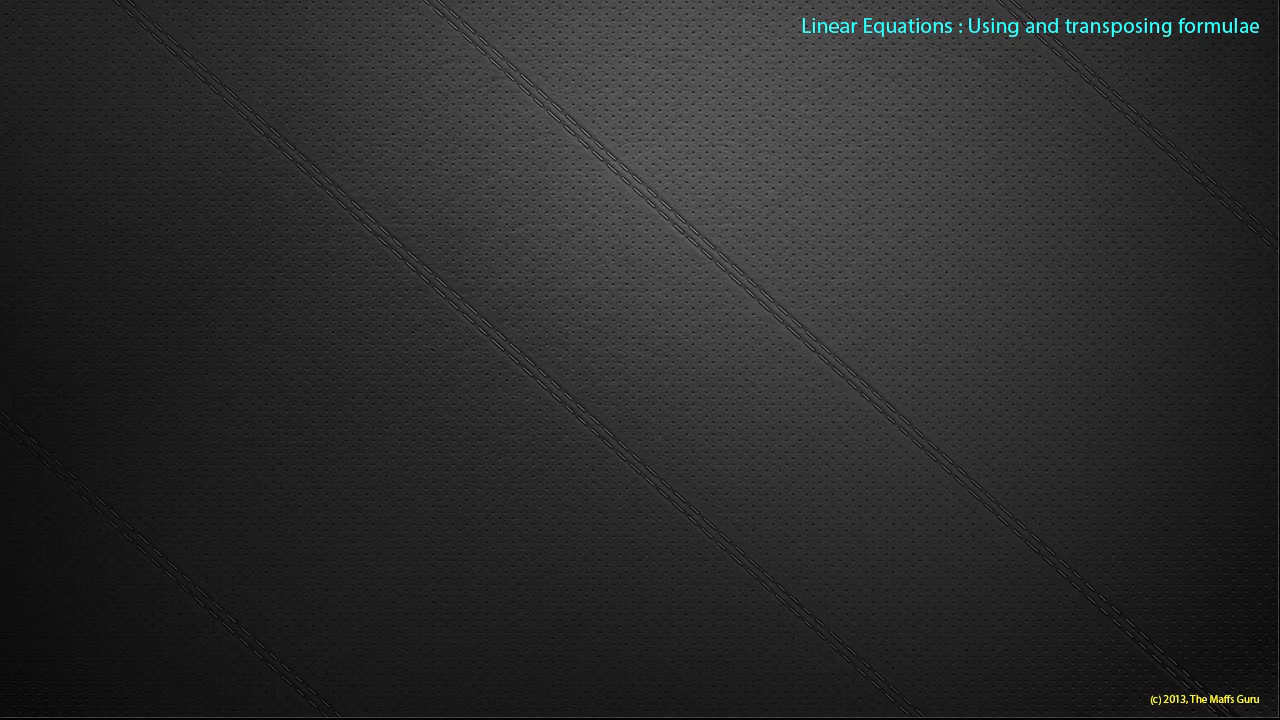 Linear Equations : Using and transposing formulae
(c) 2013, The Maffs Guru